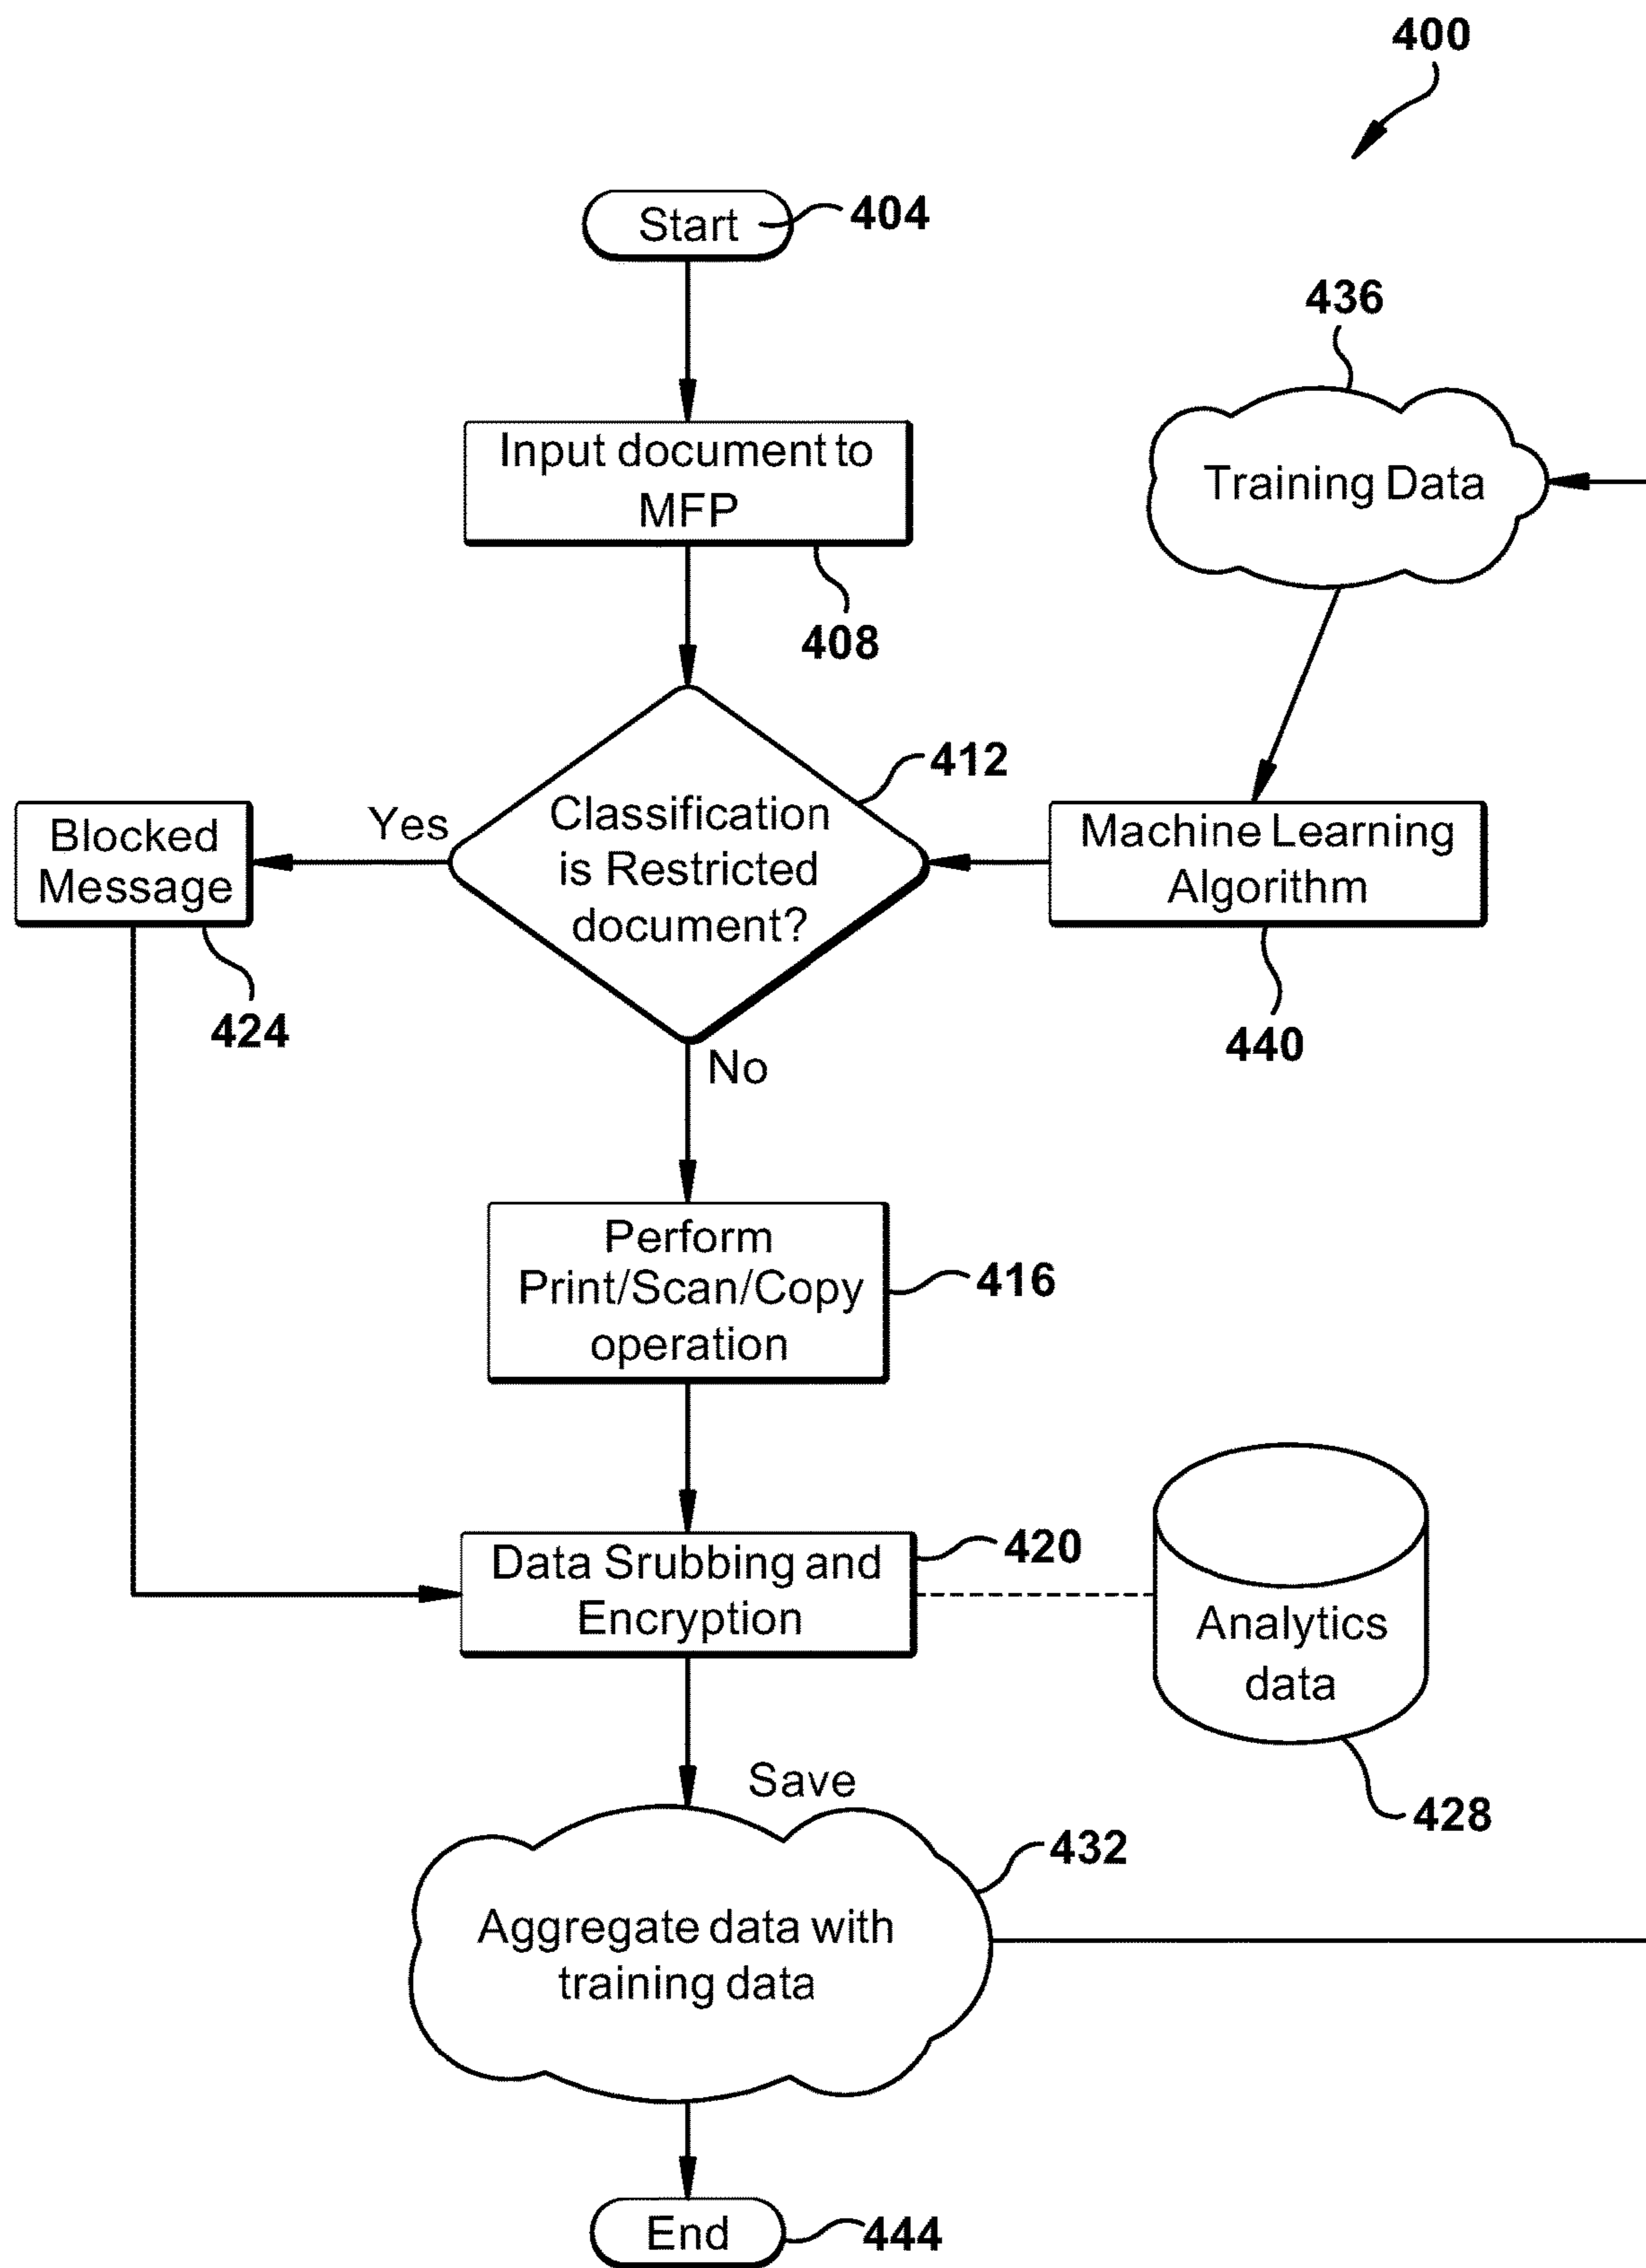 400
Start
404
436
Input document to
MFP
Training Data
408
412
Classification
is Restricted
document?
Yes
Blocked
Message
Machine Learning
Algorithm
424
440
No
Perform
Print/Scan/Copy
operation
416
420
Data Srubbing and
Encryption
Analytics
data
Save
428
432
Aggregate data with
training data
End
444